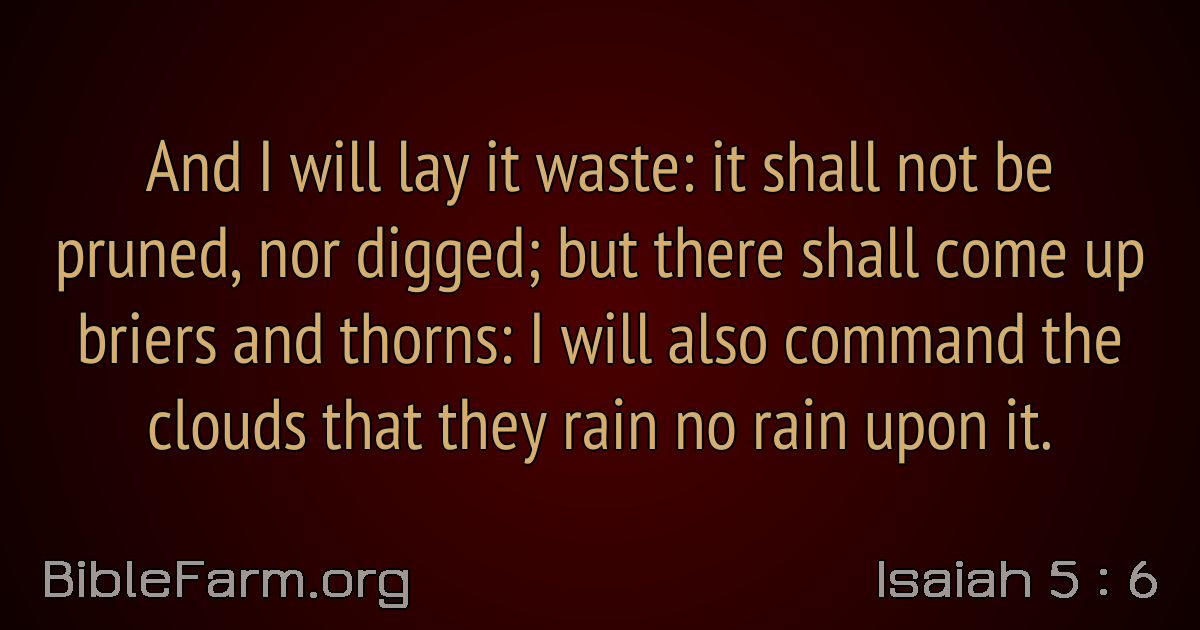 And I will lay it waste: it shall not be
pruned, nor digged; but there shall come up
briers and thorns: I will also command the
clouds that they rain no rain upon it.
BibleFarm.org
Isaiah 5 : 6